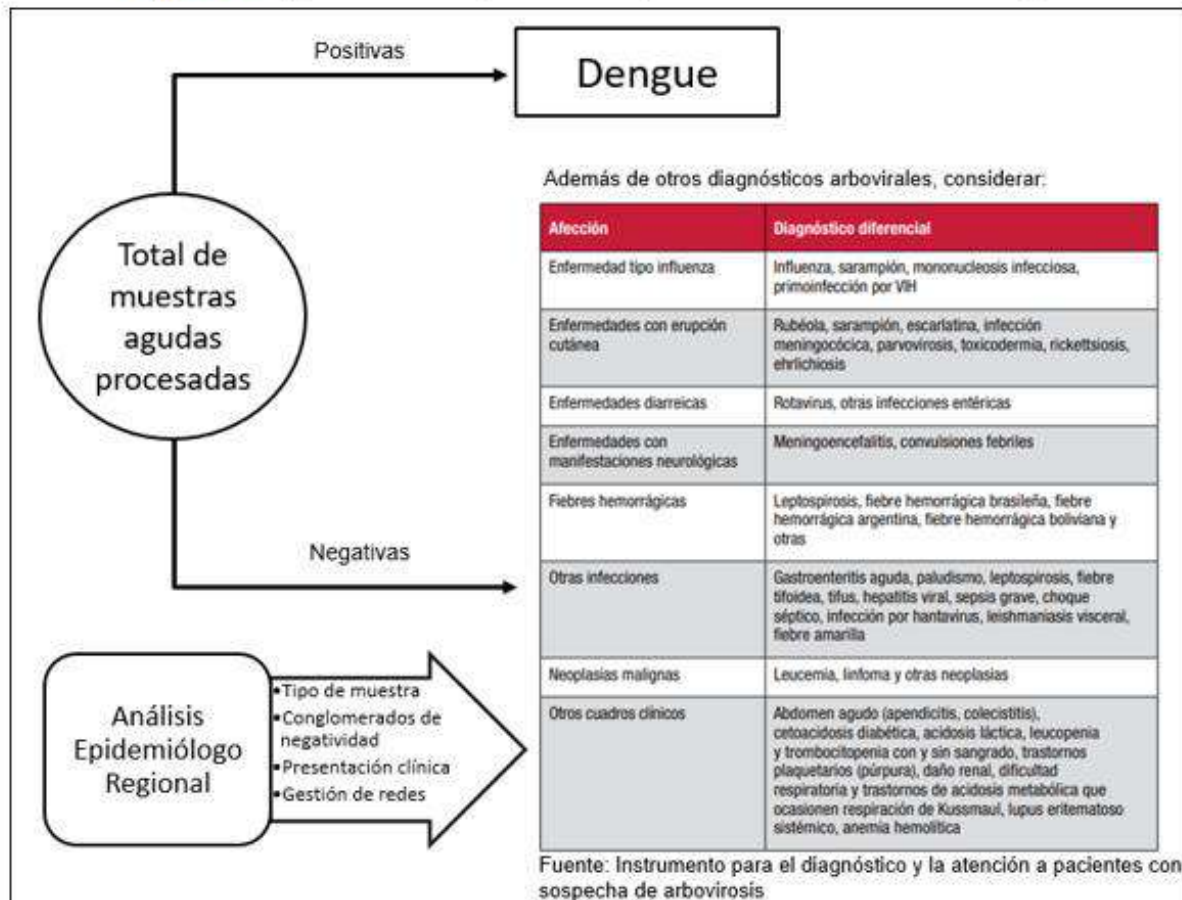 Positivas
Dengue
Además de otros diagnósticos arbovirales, considerar:
Total de
muestras
agudas
procesadas
Afección
Diagnóstico diferencial
Enfermedad tipo influenza
Influenza, sarampión, mononucleosis infecciosa,
primoinfección por VIH
Enfermedades con erupción
cutánea
Rubéola, sarampión, escarlatina, infección
meningocócica, parvovirosis, toxicodermia, rickettsiosis,
ehrlichiosis
Enfermedades diarreicas
Rotavirus, otras infecciones entéricas
Enfermedades con
manifestaciones neurológicas
Meningoencefalitis, convulsiones febriles
Fiebres hemorrágicas
Leptospirosis, fiebre hemorrágica brasileña, fiebre
hemorrágica argentina, fiebre hemorrágica boliviana y
otras
Negativas
Otras infecciones
Gastroenteritis aguda, paludismo, leptospirosis, fiebre
tifoidea, tifus, hepatitis viral, sepsis grave, choque
séptico, infección por hantavirus, leishmaniasis visceral,
fiebre amarilla
Neoplasias malignas
Leucemia, linfoma y otras neoplasias
Otros cuadros clínicos
Abdomen agudo (apendicitis, colecistitis),
cetoacidosis diabética, acidosis láctica, leucopenia
y trombocitopenia con y sin sangrado, trastornos
plaquetarios (púrpura), daño renal, dificultad
respiratoria y trastornos de acidosis metabólica que
ocasionen respiración de Kussmaul, lupus eritematoso
sistémico, anemia hemolítica
Análisis
Epidemiólogo
Regional
•Tipo de muestra
•Conglomerados de
negatividad
•Presentación clínica
•Gestión de redes
Fuente: Instrumento para el diagnóstico y la atención a pacientes con
sospecha de arbovirosis